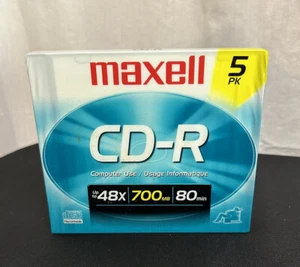 maxell
5
PK
CD-R
Computer Use / Usage Informatique
Up to 48x 700MB 80min